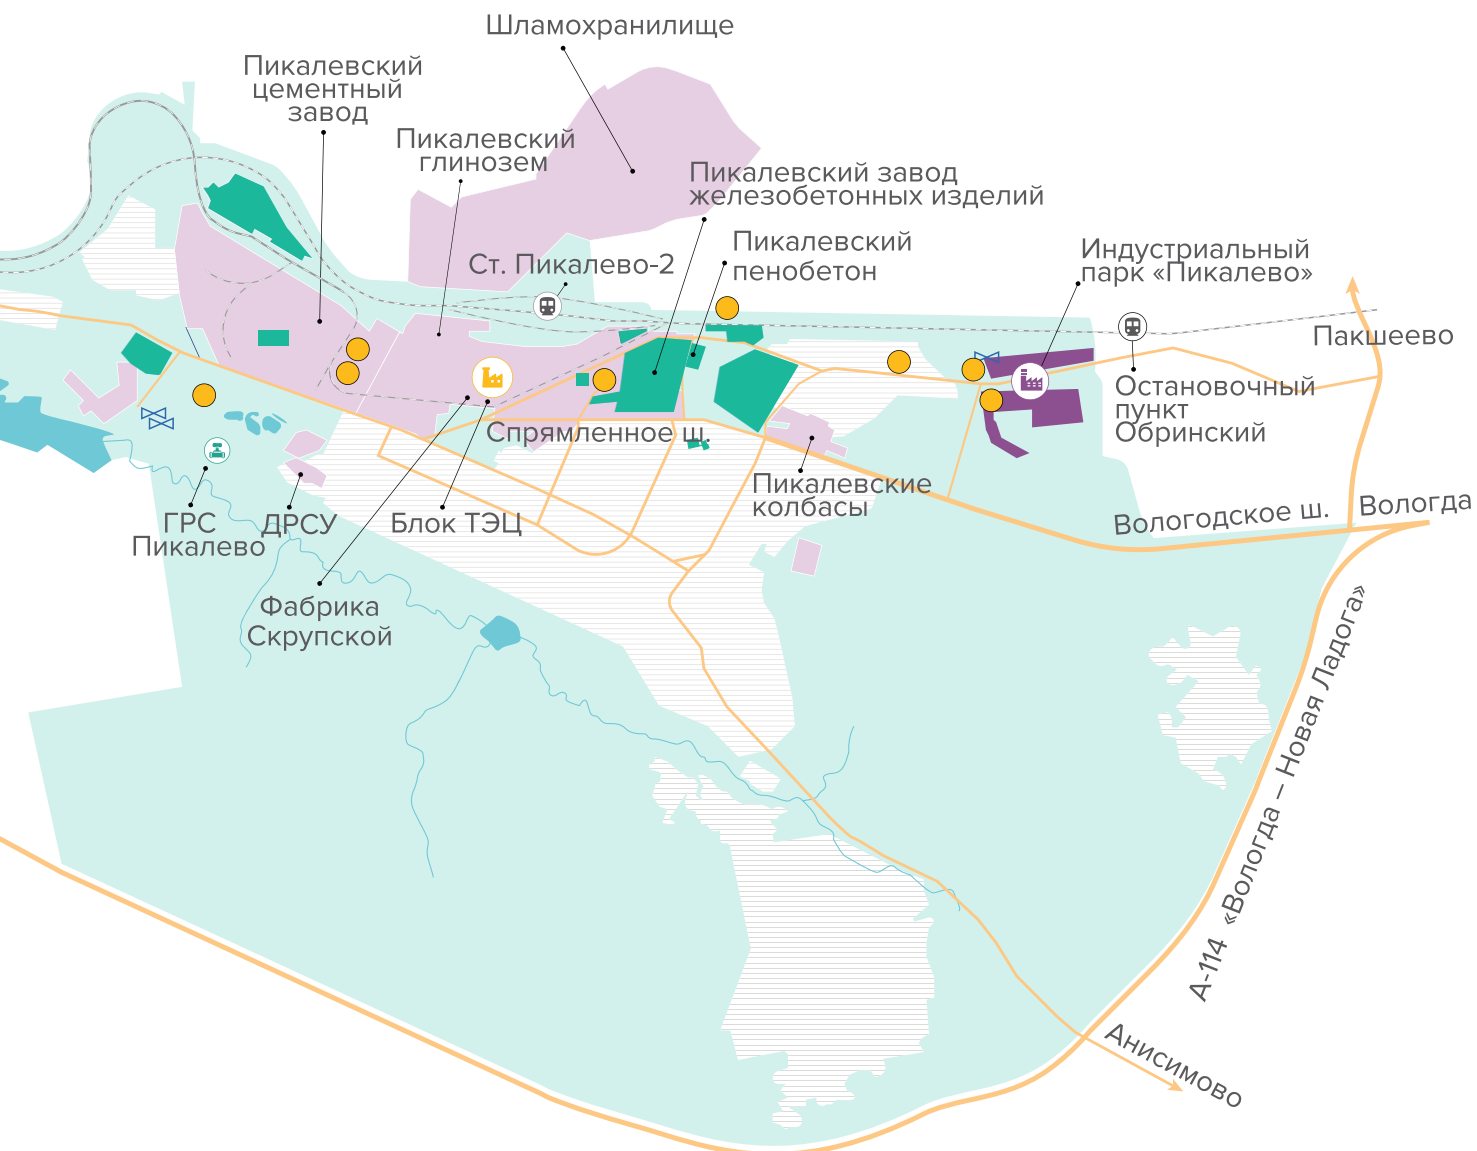 Шламохранилище
Пикалевский
цементный
завод
Пикалевский
глинозем
Пикалевский завод
железобетонных изделий
Пикалевский
пенобетон
Ст. Пикалево-2
Индустриальный
парк «Пикалево»
Пакшеево
Остановочный
пункт
Обринский
Спрямленное ш.
Пикалевские
колбасы
Вологодское ш.
Вологда
ГРС
Пикалево
ДРСУ
Блок ТЭЦ
Фабрика
Скрупской
А-114 «Вологда – Новая Ладога»
Анисимово